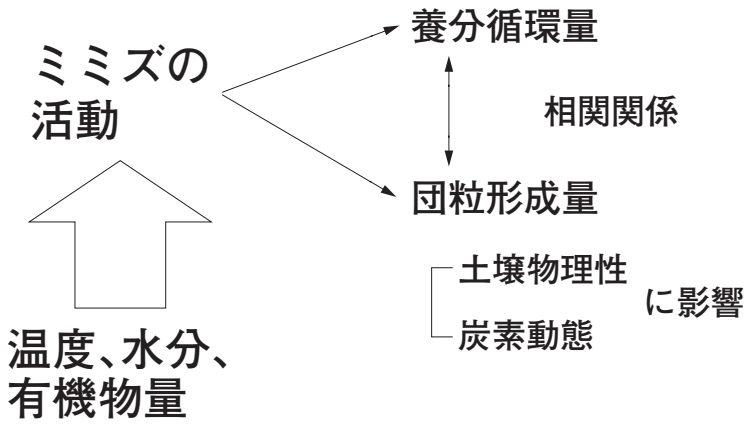 ミミズの
活動
養分循環量
相関関係
団粒形成量
土壌物理性
炭素動態
に影響
温度、水分、
有機物量